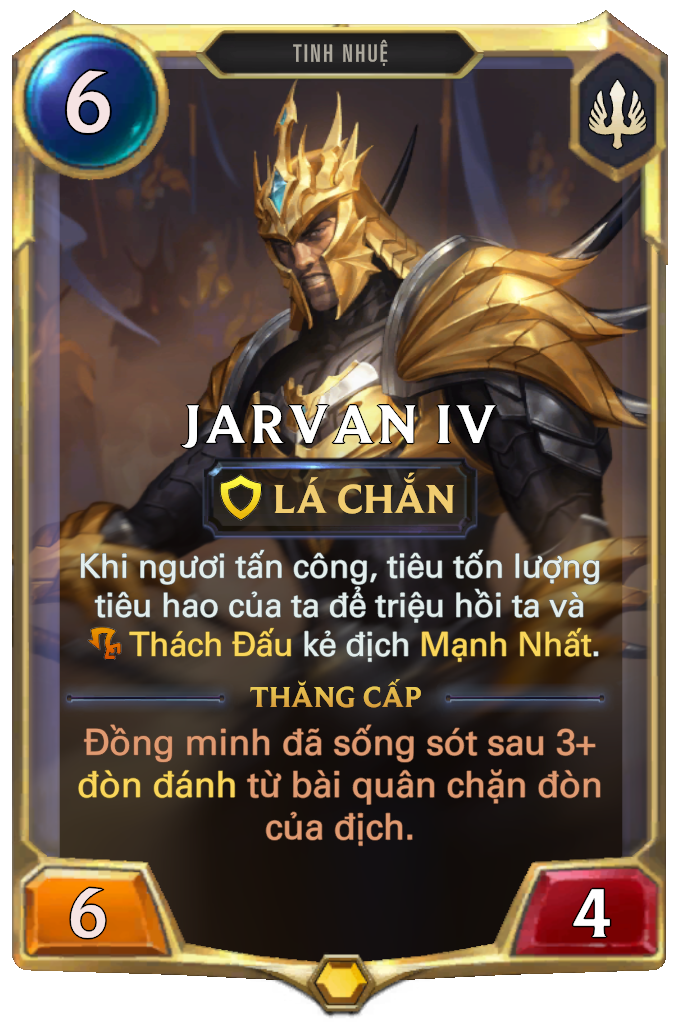 6
TINH NHUỆ
JARVAN IV
LÁ CHẮN
Khi ngươi tấn công, tiêu tốn lượng
tiêu hao của ta để triệu hồi ta và
Thách Đấu kẻ địch Mạnh Nhất.
THĂNG CẤP
Đồng minh đã sống sót sau 3+
đòn đánh từ bài quân chặn đòn
của địch.
6
4